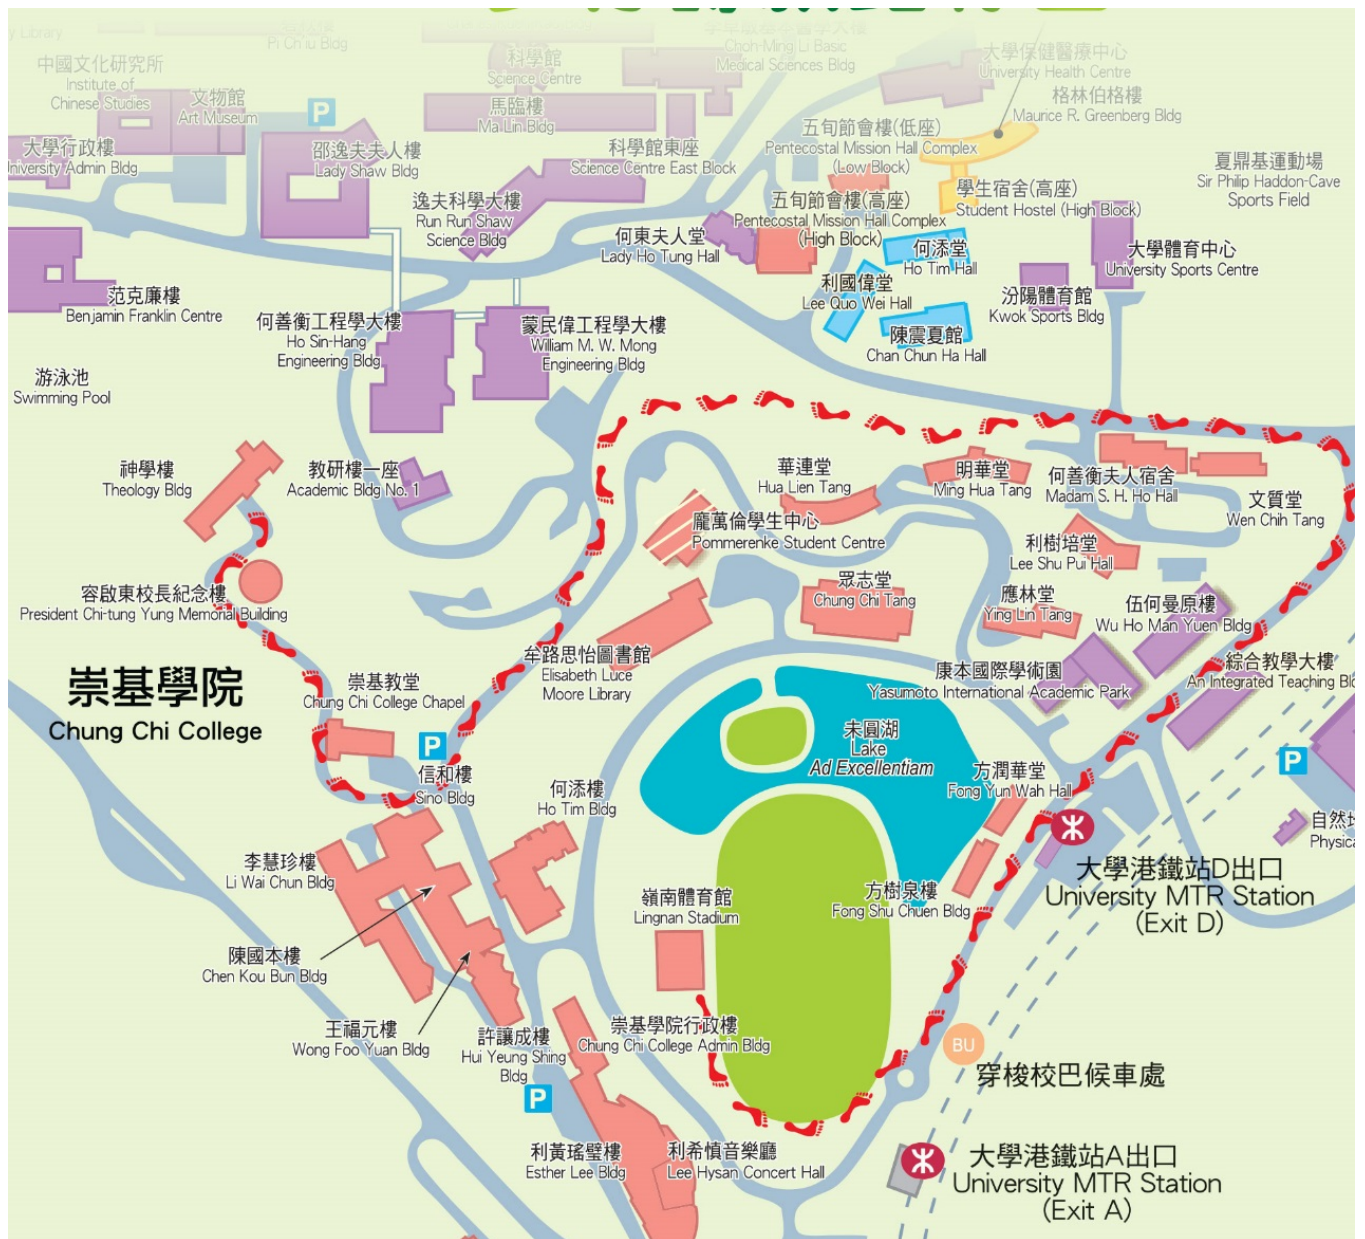 y Library
Pi Ch'iu Bldg
科學館
Science Centre
Choh-Ming Li Basic
Medical Sciences Bldg
大學保健醫療中心
University Health Centre
中國文化研究所
Institute of
Chinese Studies
文物館
Art Museum
P
馬臨樓
Ma Lin Bldg
格林伯格樓
Maurice R. Greenberg Bldg
大學行政樓
University Admin Bldg
邵逸夫夫人樓
Lady Shaw Bldg
科學館東座
Science Centre East Block
五旬節會樓(低座)
Pentecostal Mission Hall Complex
(Low Block)
夏鼎基運動場
Sir Philip Haddon-Cave
Sports Field
逸夫科學大樓
Run Run Shaw
Science Bldg
五旬節會樓(高座)
Pentecostal Mission Hall Complex
(High Block)
學生宿舍(高座)
Student Hostel (High Block)
何東夫人堂
Lady Ho Tung Hall
何添堂
Ho Tim Hall
大學體育中心
University Sports Centre
利國偉堂
Lee Quo Wei Hall
汾陽體育館
Kwok Sports Bldg
范克廉樓
Benjamin Franklin Centre
何善衡工程學大樓
Ho Sin-Hang
Engineering Bldg
蒙民偉工程學大樓
William M. W. Mong
Engineering Bldg
陳震夏館
Chan Chun Ha Hall
游泳池
Swimming Pool
神學樓
Theology Bldg
教研樓一座
Academic Bldg No. 1
華連堂
Hua Lien Tang
明華堂
Ming Hua Tang
何善衡夫人宿舍
Madam S. H. Ho Hall
文質堂
Wen Chih Tang
龐萬倫學生中心
Pommerenke Student Centre
利樹培堂
Lee Shu Pui Hall
容啟東校長紀念樓
President Chi-tung Yung Memorial Building
眾志堂
Chung Chi Tang
應林堂
Ying Lin Tang
伍何曼原樓
Wu Ho Man Yuen Bldg
崇基學院
Chung Chi College
崇基教堂
Chung Chi College Chapel
牟路思怡圖書館
Elisabeth Luce
Moore Library
康本國際學術園
Yasumoto International Academic Park
綜合教學大樓
An Integrated Teaching Bld
P
信和樓
Sino Bldg
未圓湖
Lake
Ad Excellentiam
P
何添樓
Ho Tim Bldg
方潤華堂
Fong Yun Wah Hall
自然地
Physica
李慧珍樓
Li Wai Chun Bldg
嶺南體育館
Lingnan Stadium
方樹泉樓
Fong Shu Chuen Bldg
大學港鐵站D出口
University MTR Station
(Exit D)
陳國本樓
Chen Kou Bun Bldg
王福元樓
Wong Foo Yuan Bldg
許讓成樓
Hui Yeung Shing
Bldg
崇基學院行政樓
Chung Chi College Admin Bldg
BU
穿梭校巴候車處
P
利黃瑤璧樓
Esther Lee Bldg
利希慎音樂廳
Lee Hysan Concert Hall
大學港鐵站A出口
University MTR Station
(Exit A)